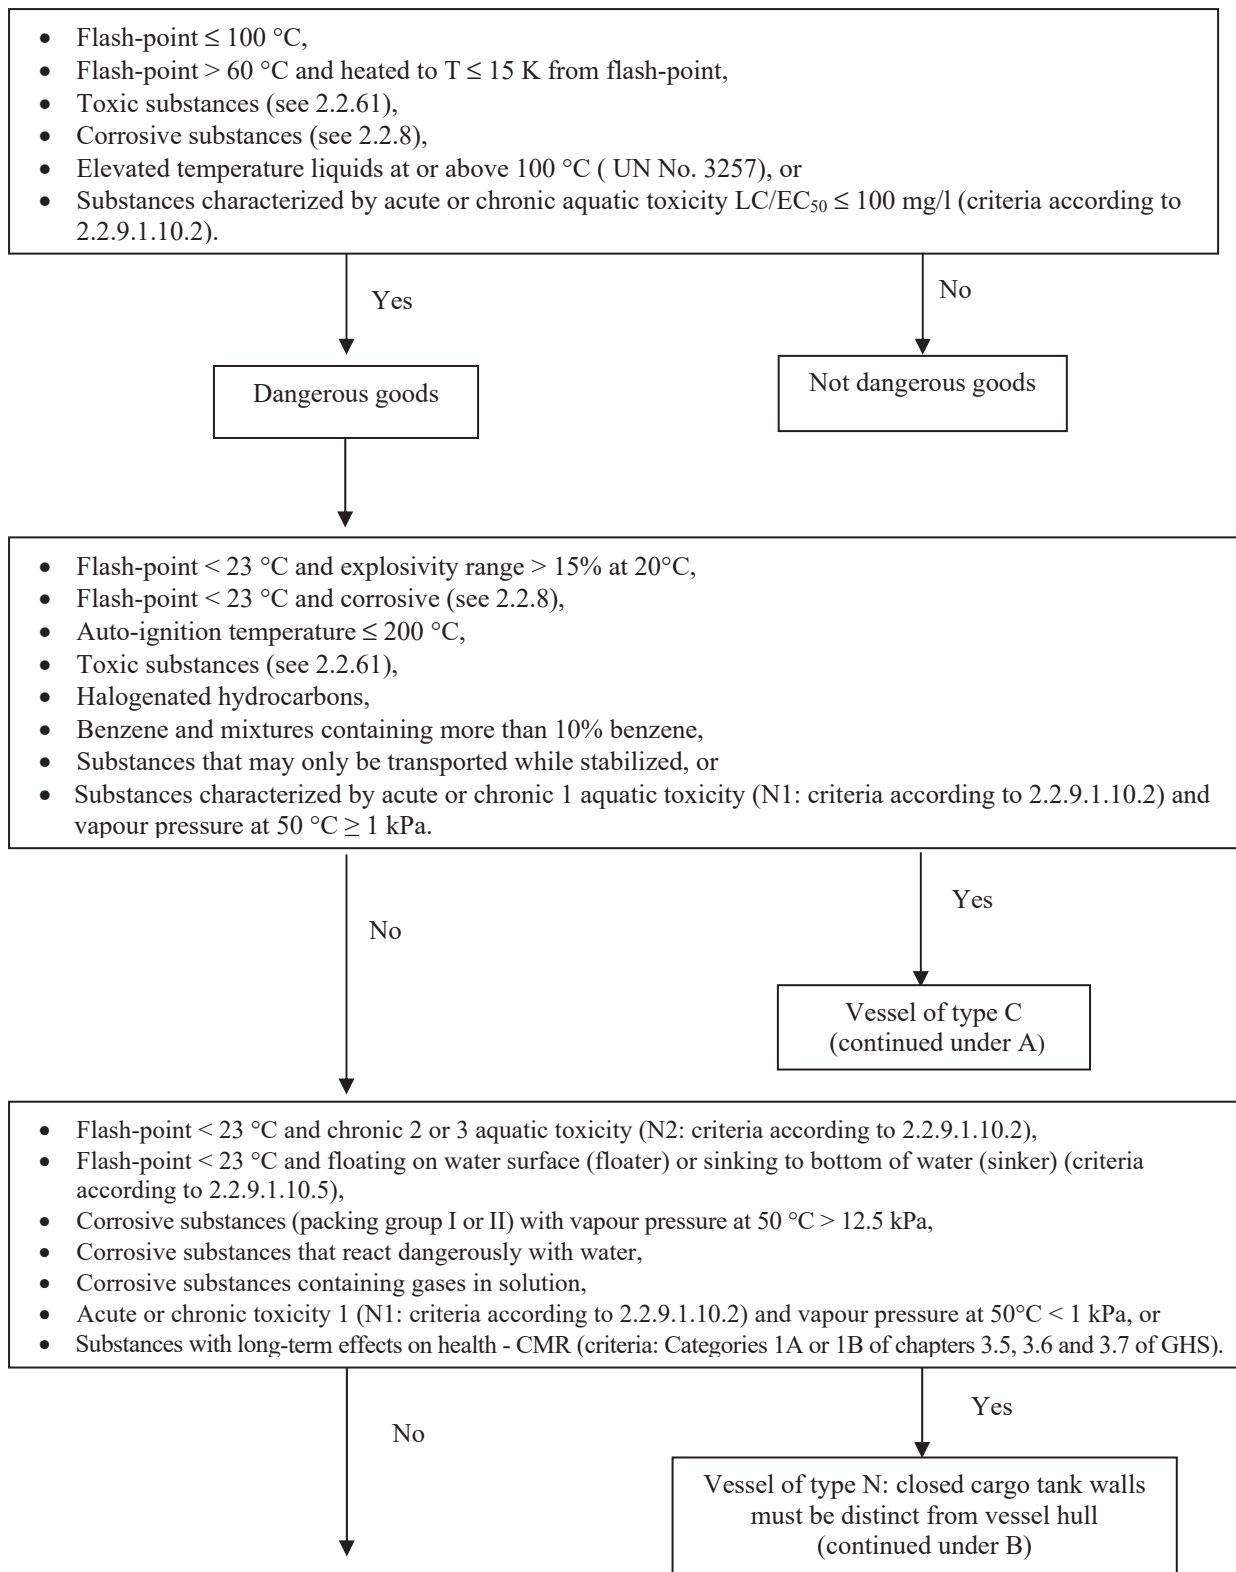 • Flash-point ≤ 100 °C,
• Flash-point > 60 °C and heated to T ≤ 15 K from flash-point,
• Toxic substances (see 2.2.61),
• Corrosive substances (see 2.2.8),
• Elevated temperature liquids at or above 100 °C ( UN No. 3257), or
• Substances characterized by acute or chronic aquatic toxicity LC/EC₅₀ ≤ 100 mg/l (criteria according to
2.2.9.1.10.2).
Yes
No
Dangerous goods
Not dangerous goods
• Flash-point < 23 °C and explosivity range > 15% at 20°C,
• Flash-point < 23 °C and corrosive (see 2.2.8),
• Auto-ignition temperature ≤ 200 °C,
• Toxic substances (see 2.2.61),
• Halogenated hydrocarbons,
• Benzene and mixtures containing more than 10% benzene,
• Substances that may only be transported while stabilized, or
• Substances characterized by acute or chronic 1 aquatic toxicity (N1: criteria according to 2.2.9.1.10.2) and
vapour pressure at 50 °C ≥ 1 kPa.
No
Yes
Vessel of type C
(continued under A)
• Flash-point < 23 °C and chronic 2 or 3 aquatic toxicity (N2: criteria according to 2.2.9.1.10.2),
• Flash-point < 23 °C and floating on water surface (floater) or sinking to bottom of water (sinker) (criteria
according to 2.2.9.1.10.5),
• Corrosive substances (packing group I or II) with vapour pressure at 50 °C > 12.5 kPa,
• Corrosive substances that react dangerously with water,
• Corrosive substances containing gases in solution,
• Acute or chronic toxicity 1 (N1: criteria according to 2.2.9.1.10.2) and vapour pressure at 50°C < 1 kPa, or
• Substances with long-term effects on health - CMR (criteria: Categories 1A or 1B of chapters 3.5, 3.6 and 3.7 of GHS).
No
Yes
Vessel of type N: closed cargo tank walls
must be distinct from vessel hull
(continued under B)